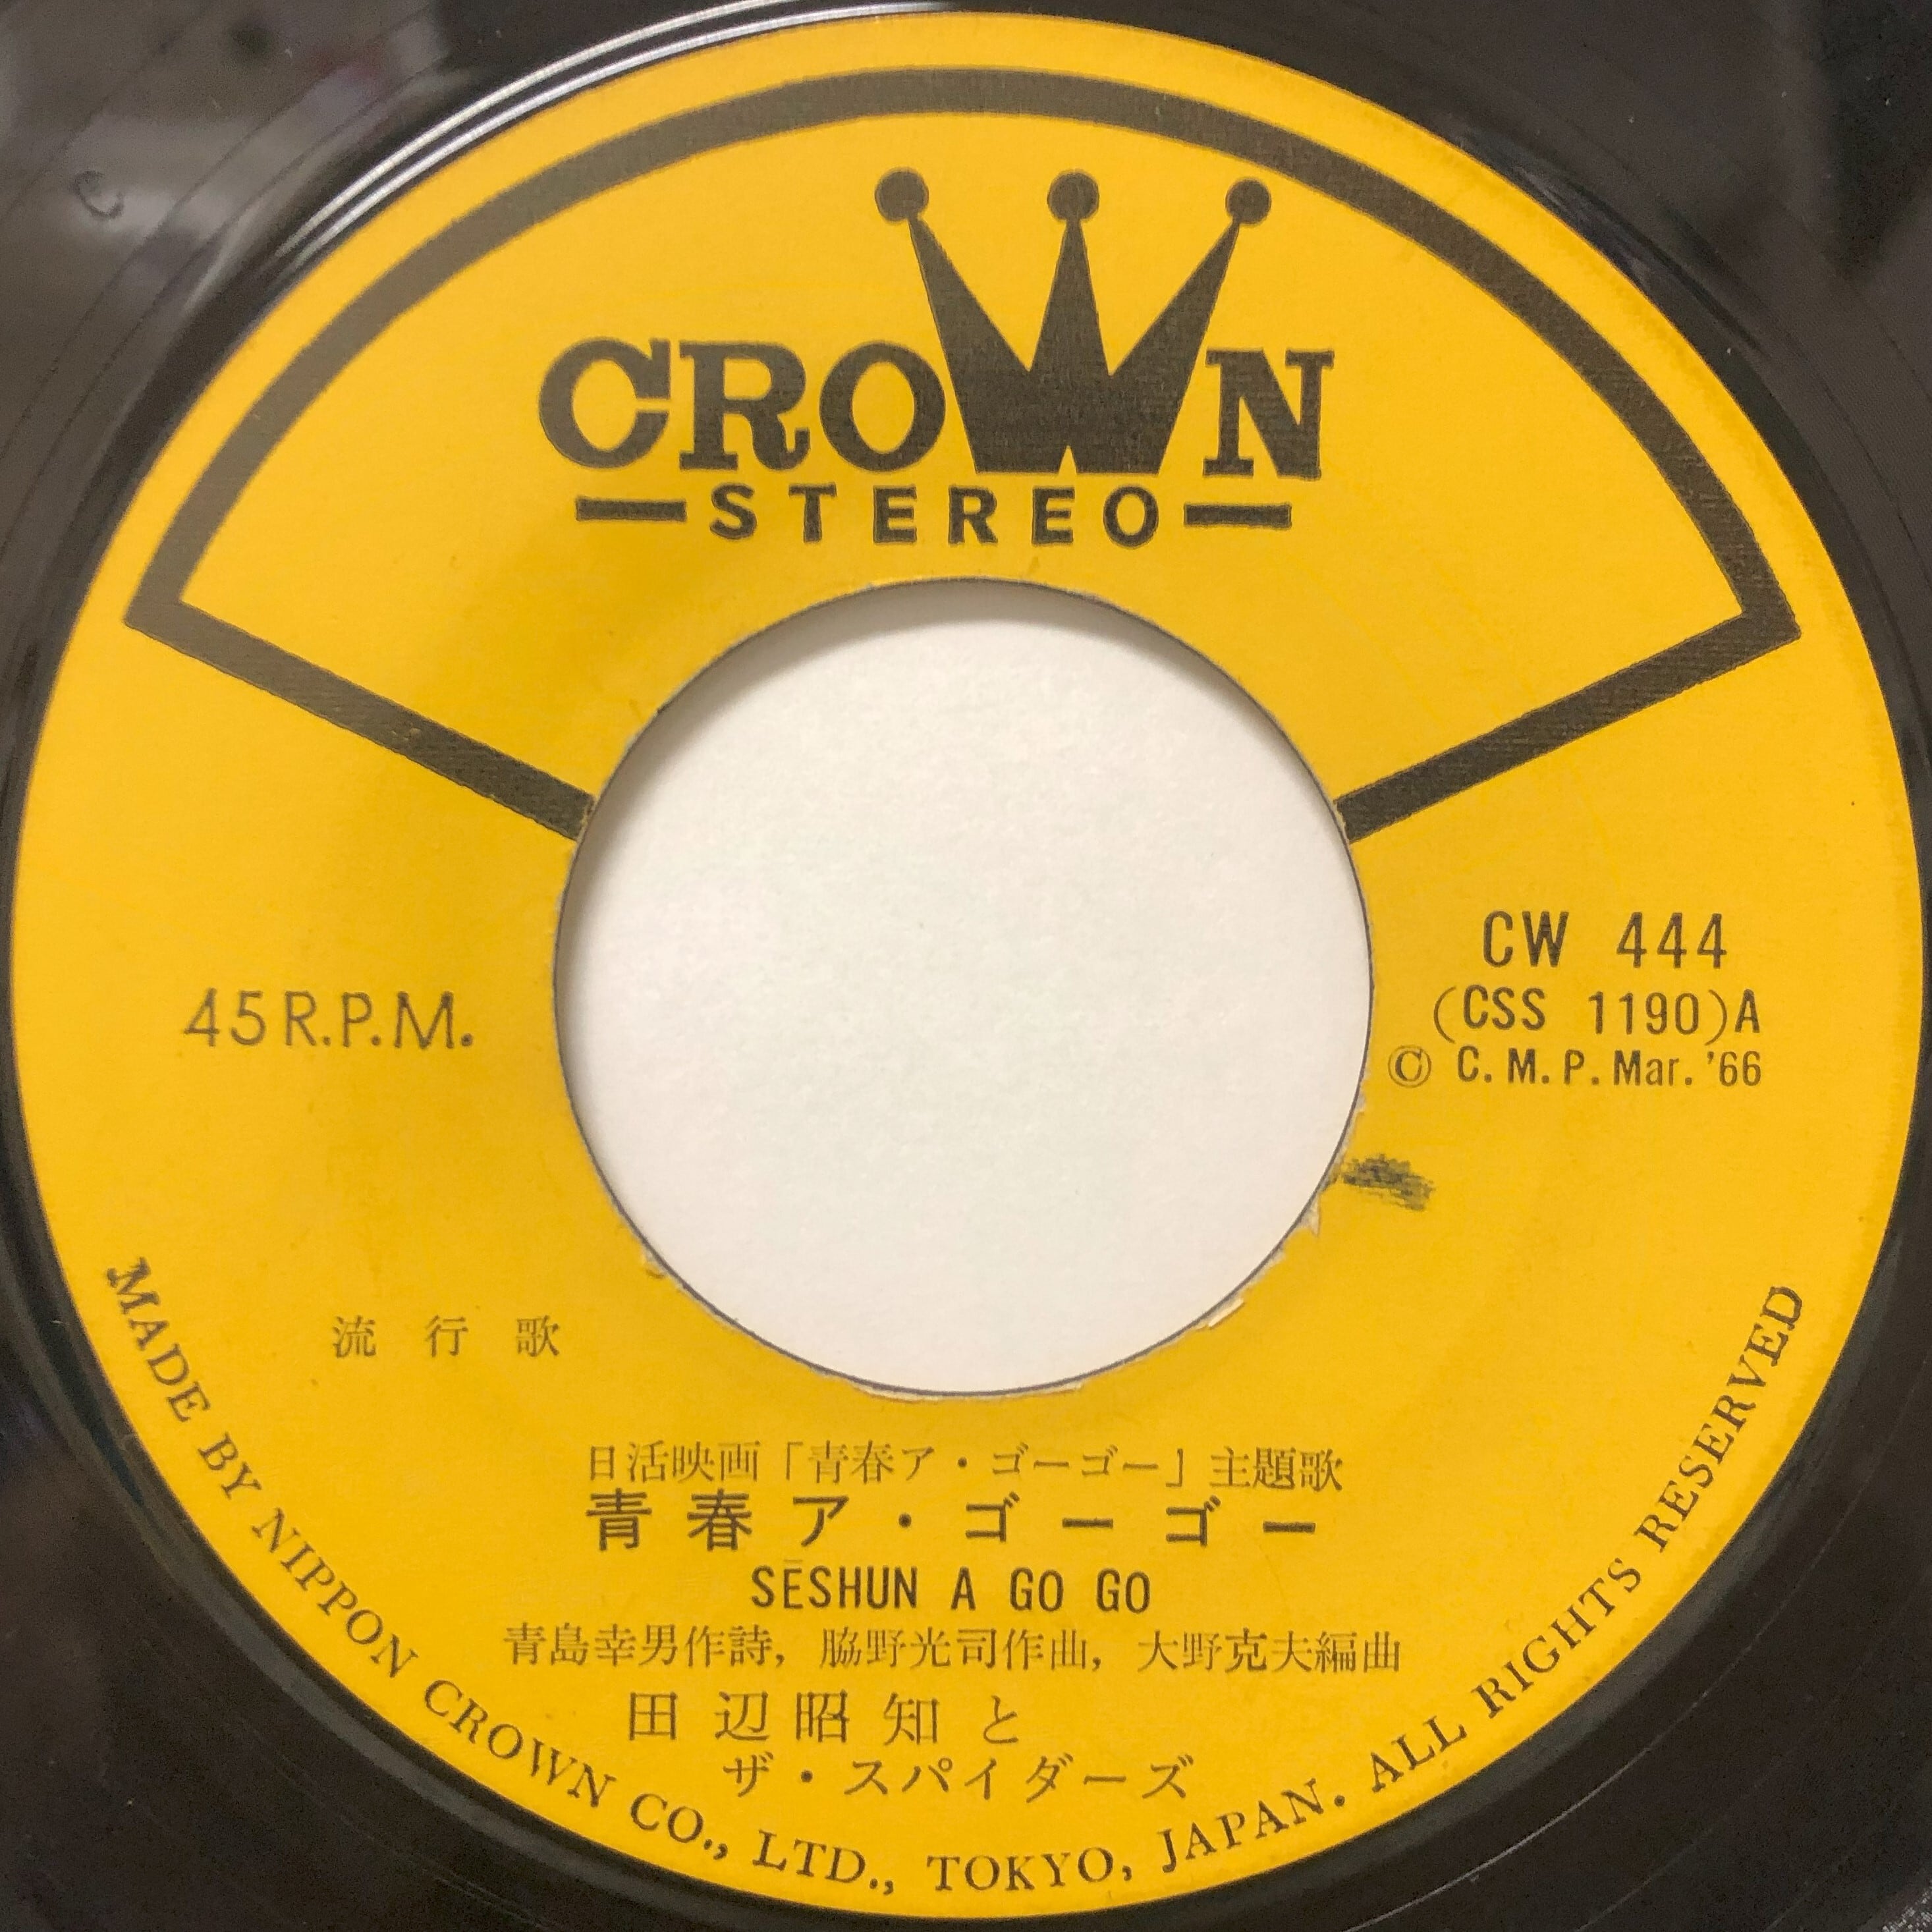 CROWN
STEREO
CW 444
(CSS 1190)A
© C.M.P.Mar.'66
45R.P.M.
流行歌
日活映画「青春ア・ゴーゴー」主題歌
青春ア・ゴーゴー
SĒSHUN A GO GO
青島幸男作詩,脇野光司作曲,大野克夫編曲
田辺昭知と
ザ・スパイダーズ
MADE BY NIPPON CROWN CO., LTD., TOKYO, JAPAN. ALL RIGHTS RESERVED